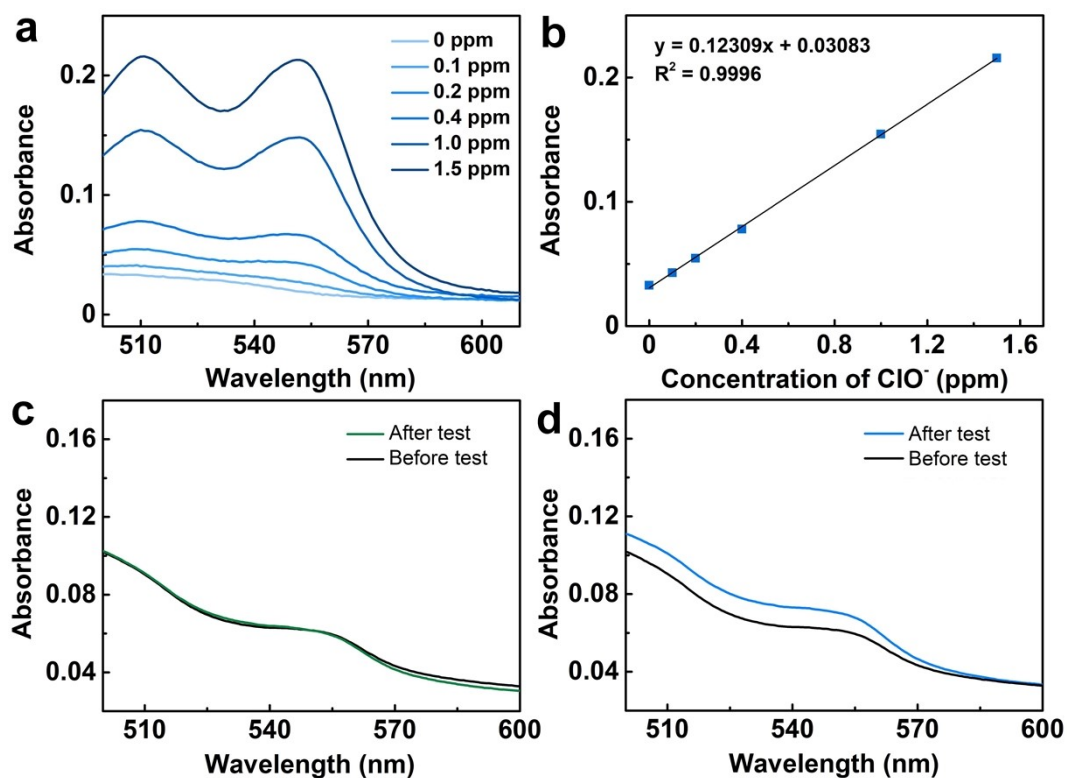 a
0 ppm
0.1 ppm
0.2 ppm
0.4 ppm
1.0 ppm
1.5 ppm
0.2
0.1
0
Absorbance
510
540
570
600
Wavelength (nm)
b
y = 0.12309x + 0.03083
R² = 0.9996
0.2
0.1
0
Absorbance
0
0.4
0.8
1.2
1.6
Concentration of ClO⁻ (ppm)
c
After test
Before test
0.16
0.12
0.08
0.04
Absorbance
510
540
570
600
Wavelength (nm)
d
After test
Before test
0.16
0.12
0.08
0.04
Absorbance
510
540
570
600
Wavelength (nm)